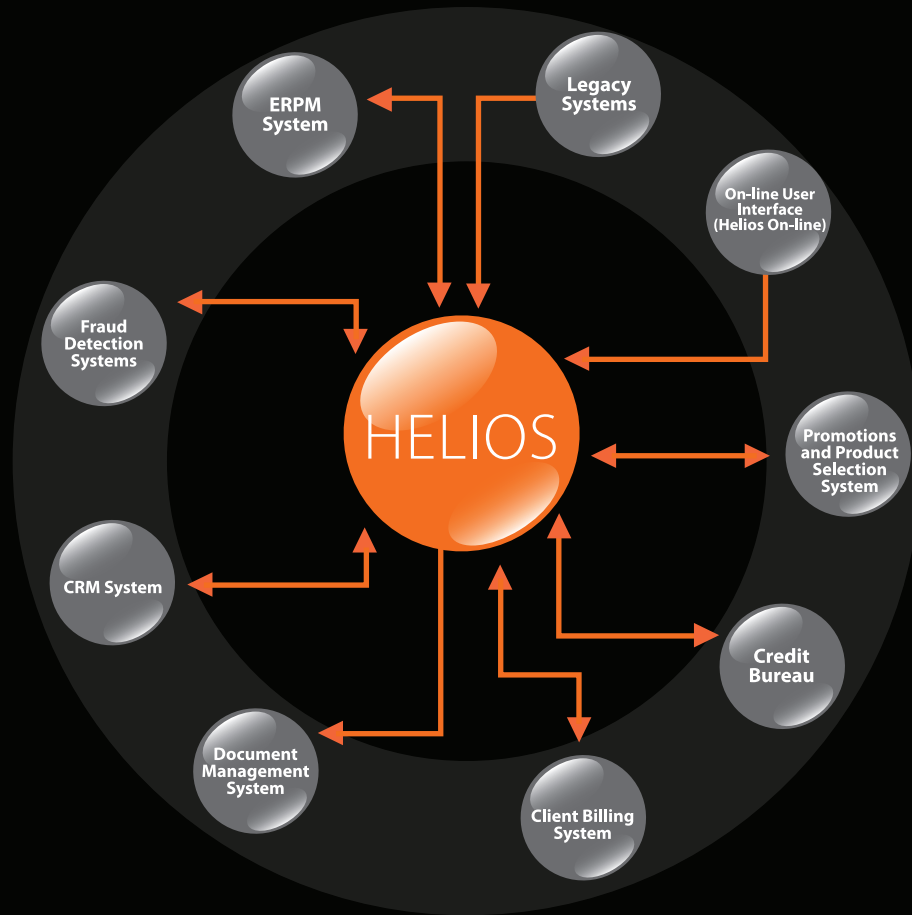 ERPM
System
Legacy
Systems
On-line User
Interface
(Helios On-line)
Fraud
Detection
Systems
HELIOS
Promotions
and Product
Selection
System
CRM System
Credit
Bureau
Document
Management
System
Client Billing
System